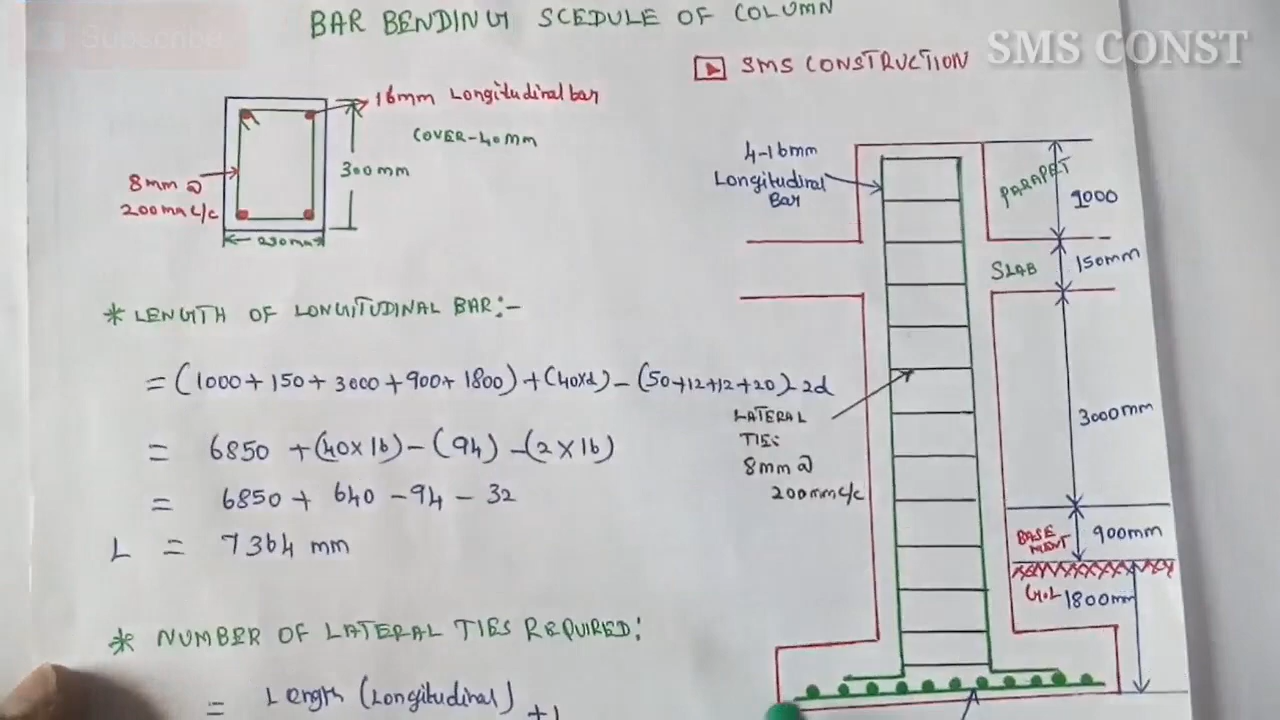 Subscribe
BAR BENDING SCEDULE OF COLUMN
SMS CONST
SMS CONSTRUCTION
16mm Longitudinal bar
COVER-40mm
300mm
8mm @
200mm c/c
230mm
* LENGTH OF LONGITUDINAL BAR:-
= (1000+150+3000+900+1800)+(40xd)-(50+12+12+20)-2d
= 6850 +(40×16)-(94)-(2×16)
= 6850+ 640 -94 - 32
L = 7364 mm
* NUMBER OF LATERAL TIES REQUIRED:
= Length (Longitudinal) +1
4-16mm
Longitudinal
Bar
PARAPET
1000
SLAB
150mm
3000mm
LATERAL
TIES
8mm @
200mm c/c
BASE
MENT
900mm
G.L
1800mm